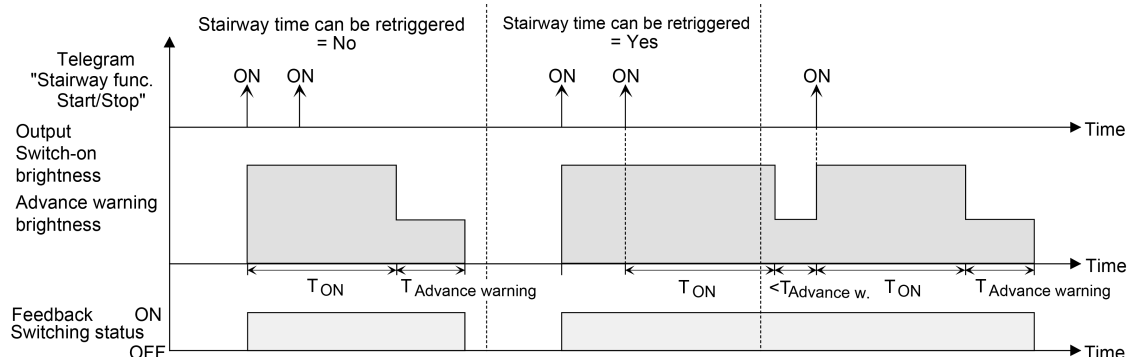 Stairway time can be retriggered
= No
Stairway time can be retriggered
= Yes
Telegram
"Stairway func.
Start/Stop"
ON
ON
ON
ON
ON
Time
Output
Switch-on
brightness
Advance warning
brightness
Time
T ON
T Advance warning
T ON
<TAdvance w.
T ON
T Advance warning
Feedback ON
Switching status
OFF
Time